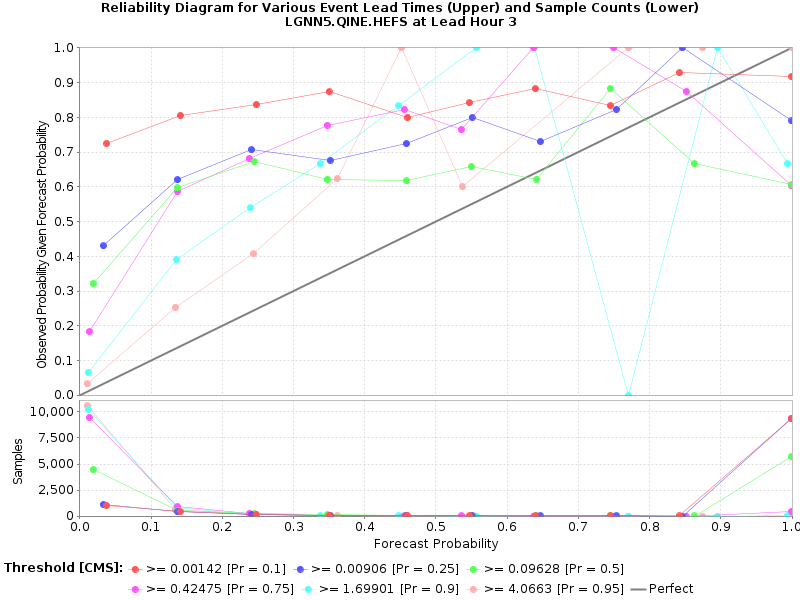 Reliability Diagram for Various Event Lead Times (Upper) and Sample Counts (Lower)
LGNN5.QINE.HEFS at Lead Hour 3
Observed Probability Given Forecast Probability
1.0
0.9
0.8
0.7
0.6
0.5
0.4
0.3
0.2
0.1
0.0
Samples
10,000
7,500
5,000
2,500
0
0.0 0.1 0.2 0.3 0.4 0.5 0.6 0.7 0.8 0.9 1.0
Forecast Probability
Threshold [CMS]: >= 0.00142 [Pr = 0.1] >= 0.00906 [Pr = 0.25] >= 0.09628 [Pr = 0.5]
>= 0.42475 [Pr = 0.75] >= 1.69901 [Pr = 0.9] >= 4.0663 [Pr = 0.95] Perfect